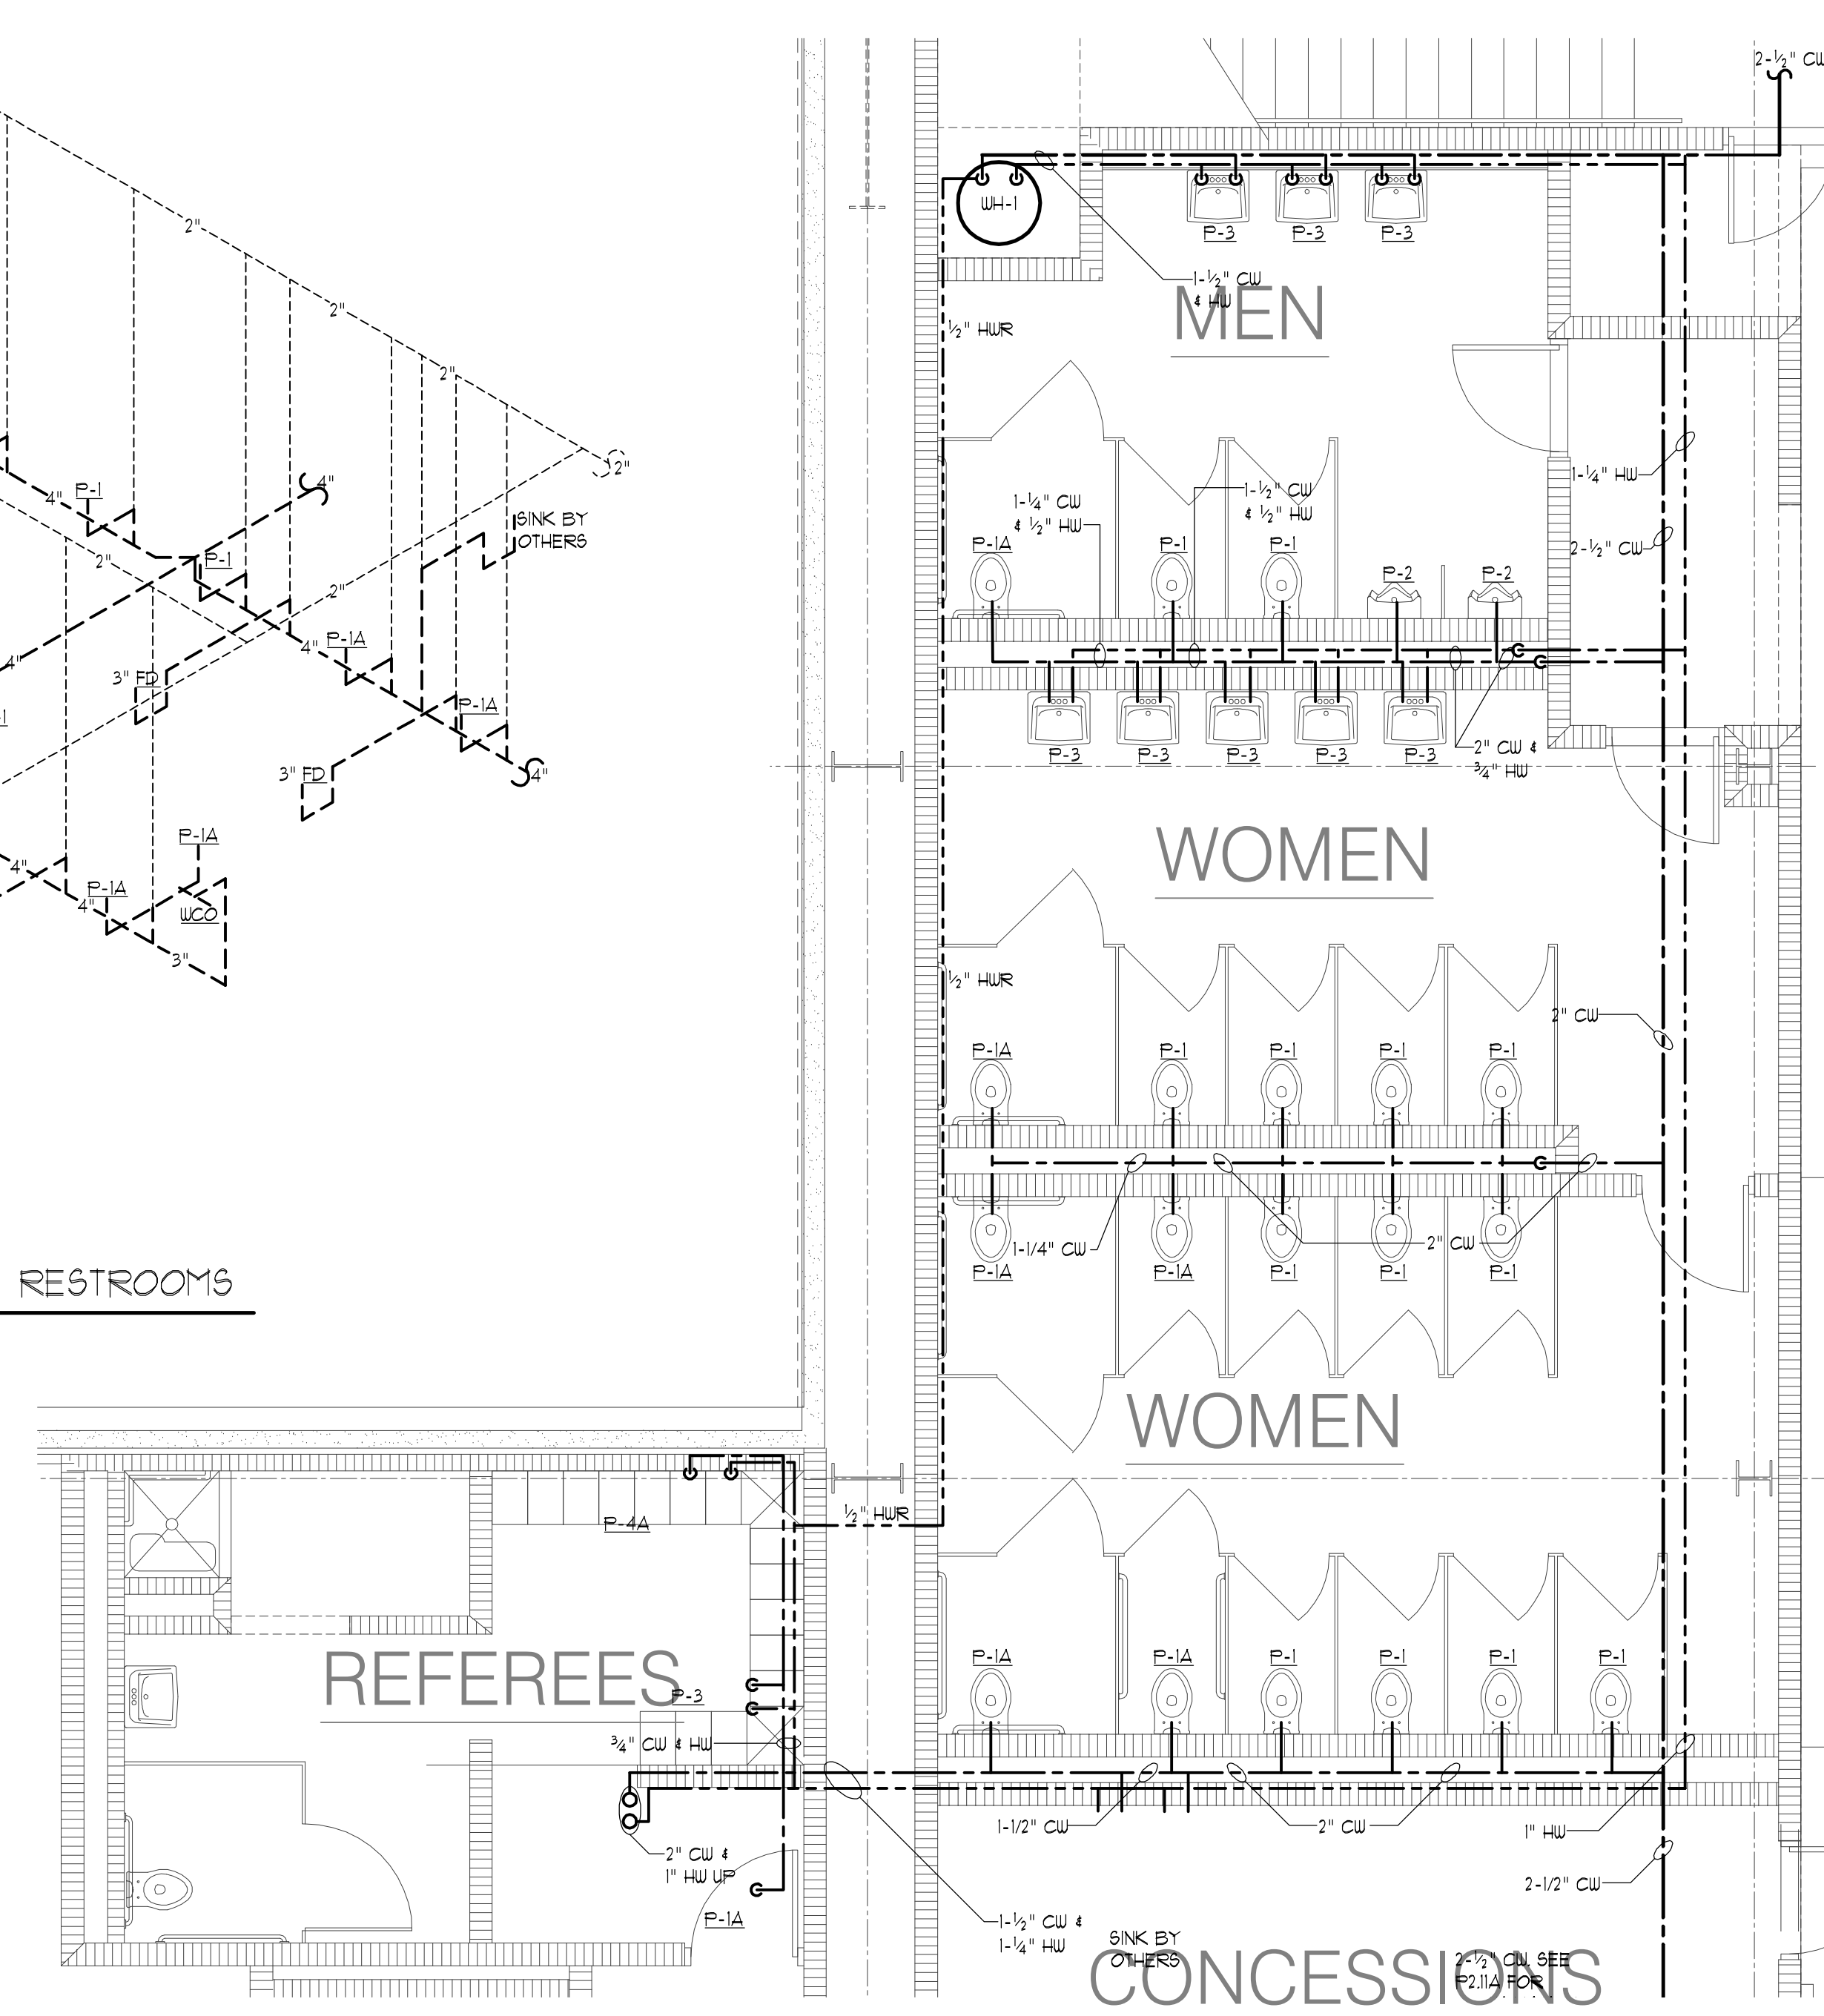 2-½" CW
WH-1
P-3
P-3
P-3
1-½" CW
& HW
MEN
½" HWR
2"
2"
2"
2"
4"
P-1
4"
SINK BY
OTHERS
P-1
2"
2"
4"
P-1A
4"
3" FD
P-1A
3" FD
4"
P-1A
4"
P-1A
4"
WCO
3"
1-¼" HW
2-½" CW
1-¼" CW
& ½" HW
1-½" CW
& ½" HW
P-1A
P-1
P-1
P-2
P-2
P-3
P-3
P-3
P-3
P-3
2" CW &
¾" HW
WOMEN
½" HWR
2" CW
P-1A
P-1
P-1
P-1
P-1
1-1/4" CW
2" CW
P-1A
P-1A
P-1
P-1
P-1
RESTROOMS
WOMEN
½" HWR
P-4A
REFEREES
P-3
¾" CW & HW
P-1A
P-1A
P-1
P-1
P-1
P-1
1-1/2" CW
2" CW
1" HW
2-1/2" CW
2" CW &
1" HW UP
P-1A
1-½" CW &
1-¼" HW
SINK BY
OTHERS
CONCESSIONS
2-½" CW. SEE
P2.11A FOR